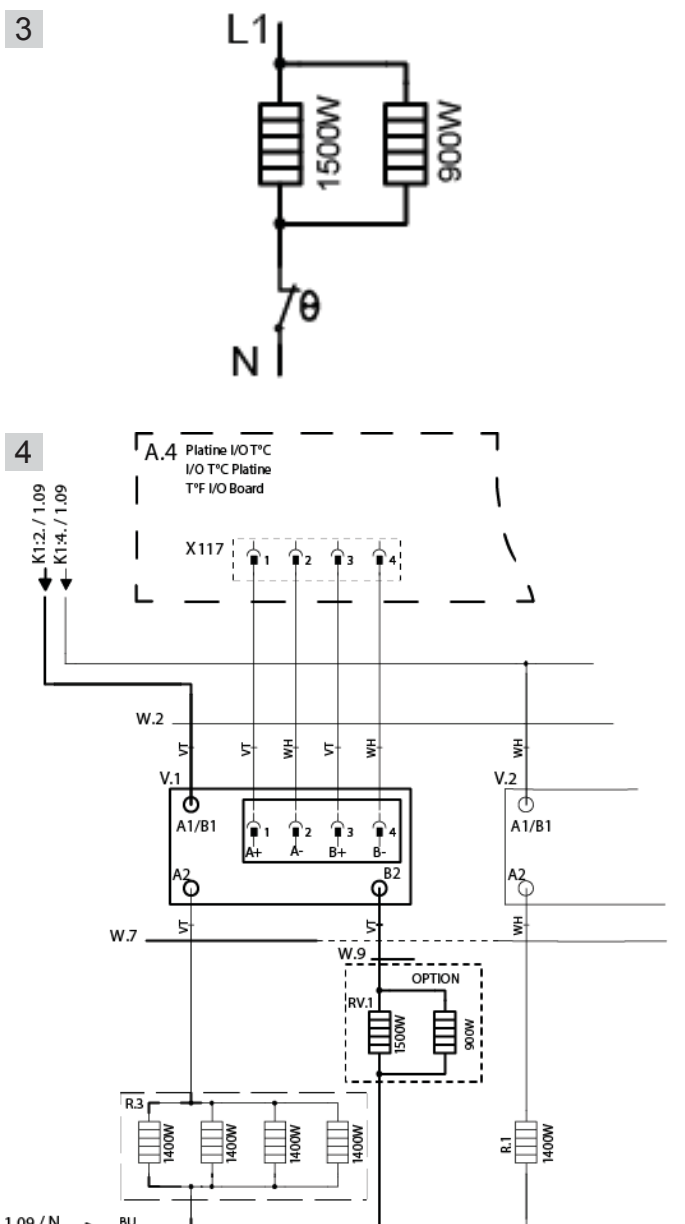 3
L1
1500W
900W
θ
N
4
A.4 Platine I/O T°C
I/O T°C Platine
T°F I/O Board
K1:2. / 1.09
K1:4. / 1.09
X117
1
2
3
4
W.2
VT
VT
WH
VT
WH
WH
V.1
V.2
A1/B1
1
2
3
4
A+
A-
B+
B-
A1/B1
A2
B2
A2
VT
VT
WH
W.7
W.9
OPTION
RV.1
1500W
900W
R.3
1400W
1400W
1400W
1400W
R.1
1400W
1.09 / N
BU